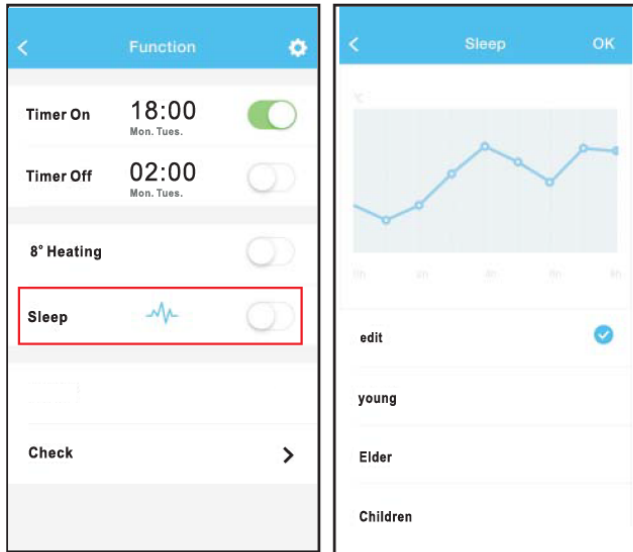 Function
Timer On 18:00
Mon. Tues.
Timer Off 02:00
Mon. Tues.
8° Heating
Sleep
Check
Sleep OK
°C
edit
young
Elder
Children